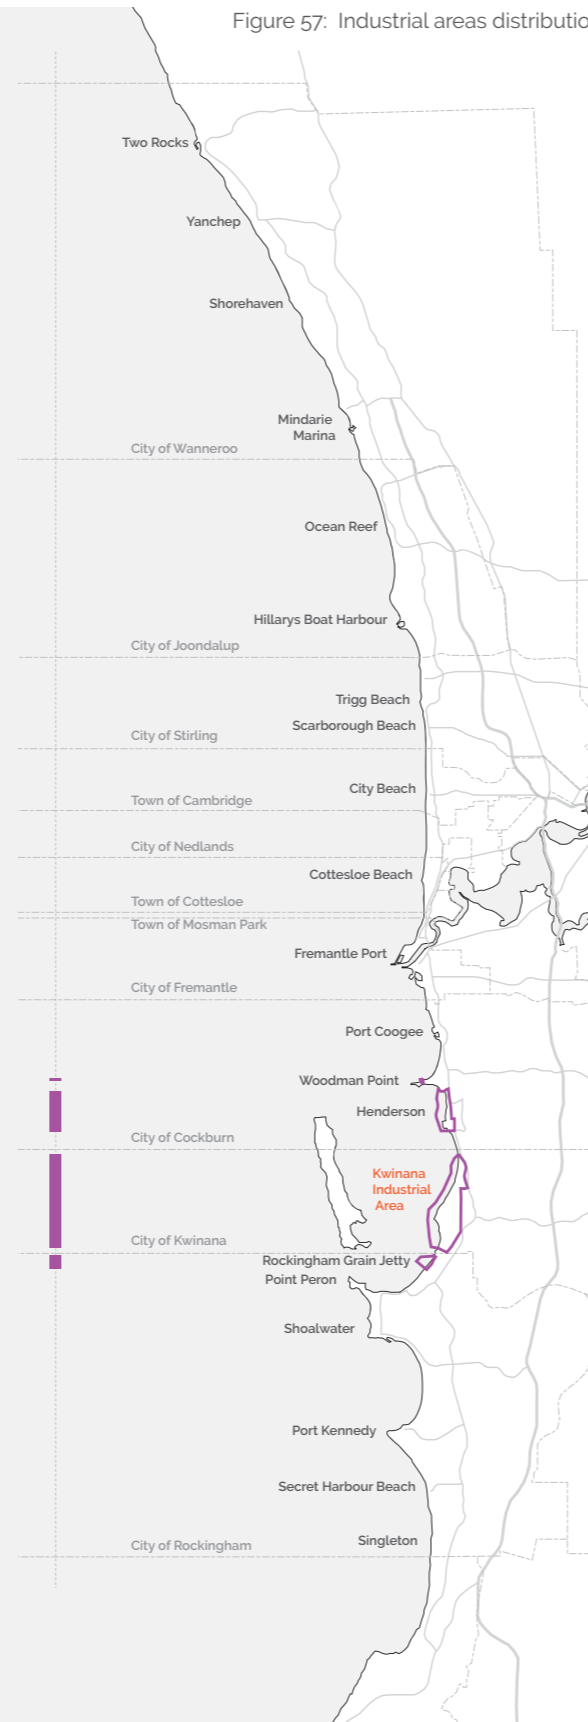 Figure 57: Industrial areas distributio
Two Rocks
Yanchep
Shorehaven
Mindarie
Marina
City of Wanneroo
Ocean Reef
Hillarys Boat Harbour
City of Joondalup
Trigg Beach
Scarborough Beach
City of Stirling
City Beach
Town of Cambridge
City of Nedlands
Cottesloe Beach
Town of Cottesloe
Town of Mosman Park
Fremantle Port
City of Fremantle
Port Coogee
Woodman Point
Henderson
City of Cockburn
Kwinana
Industrial
Area
City of Kwinana
Rockingham Grain Jetty
Point Peron
Shoalwater
Port Kennedy
Secret Harbour Beach
Singleton
City of Rockingham